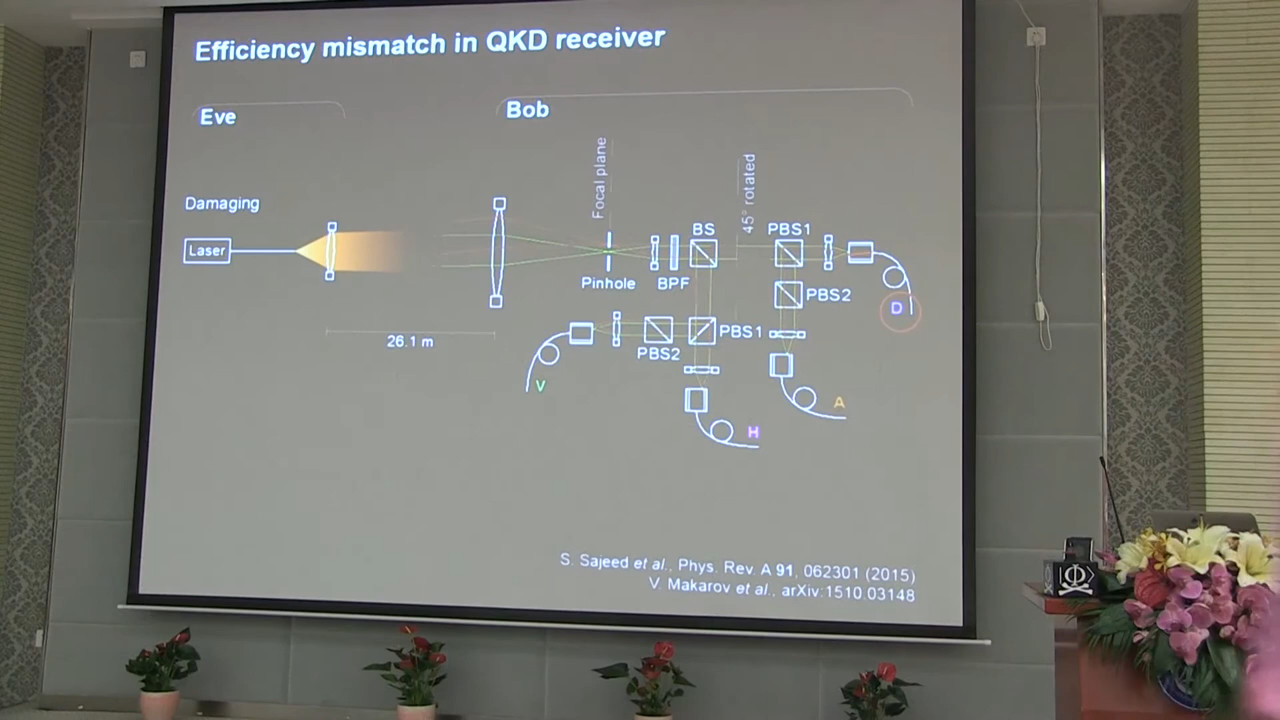 Efficiency mismatch in QKD receiver
Eve
Bob
Damaging
Laser
26.1 m
Focal plane
Pinhole
BPF
BS
45° rotated
PBS1
PBS2
D
PBS1
PBS2
V
A
H
S. Sajeed et al., Phys. Rev. A 91, 062301 (2015)
V. Makarov et al., arXiv:1510.03148